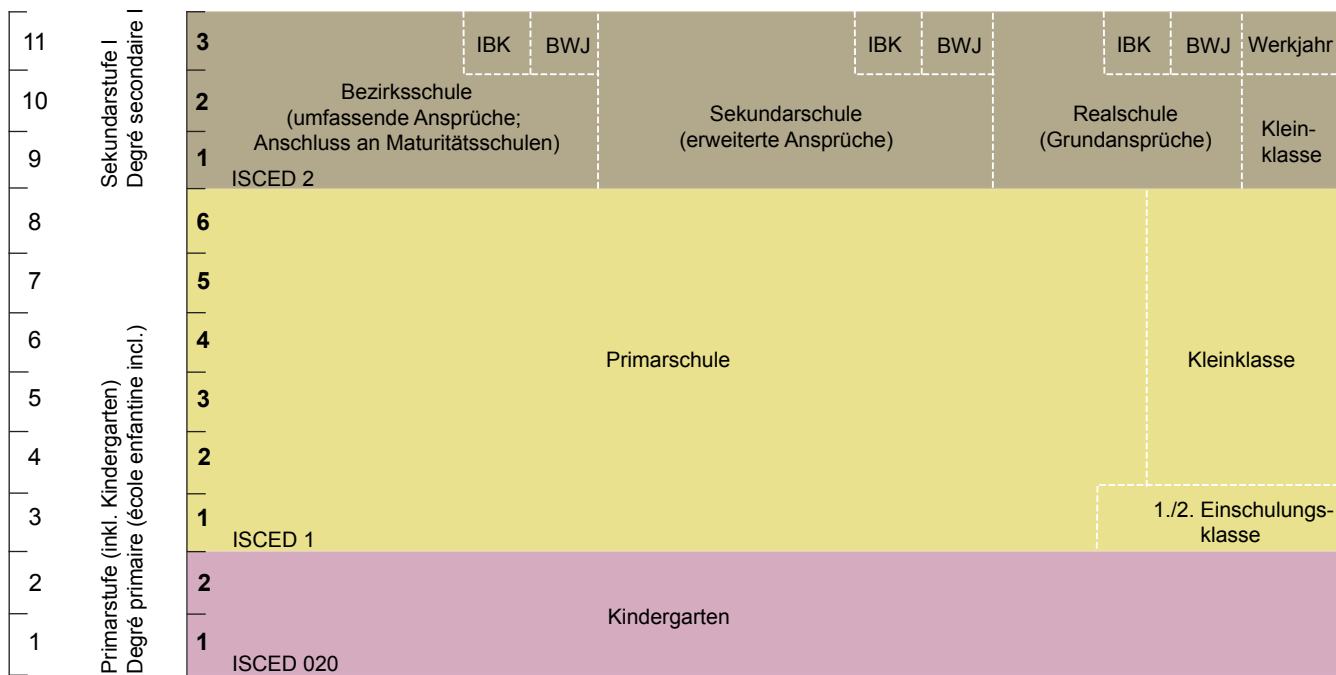 11
10
9
8
7
6
5
4
3
2
1
Sekundarstufe I
Degré secondaire I
Primarstufe (inkl. Kindergarten)
Degré primaire (école enfantine incl.)
3
2
1
6
5
4
3
2
1
2
1
IBK
BWJ
IBK
BWJ
IBK
BWJ
Werkjahr
Bezirksschule
(umfassende Ansprüche;
Anschluss an Maturitätsschulen)
Sekundarschule
(erweiterte Ansprüche)
Realschule
(Grundansprüche)
Klein-
klasse
ISCED 2
Primarschule
Kleinklasse
1./2. Einschulungs-
klasse
ISCED 1
Kindergarten
ISCED 020